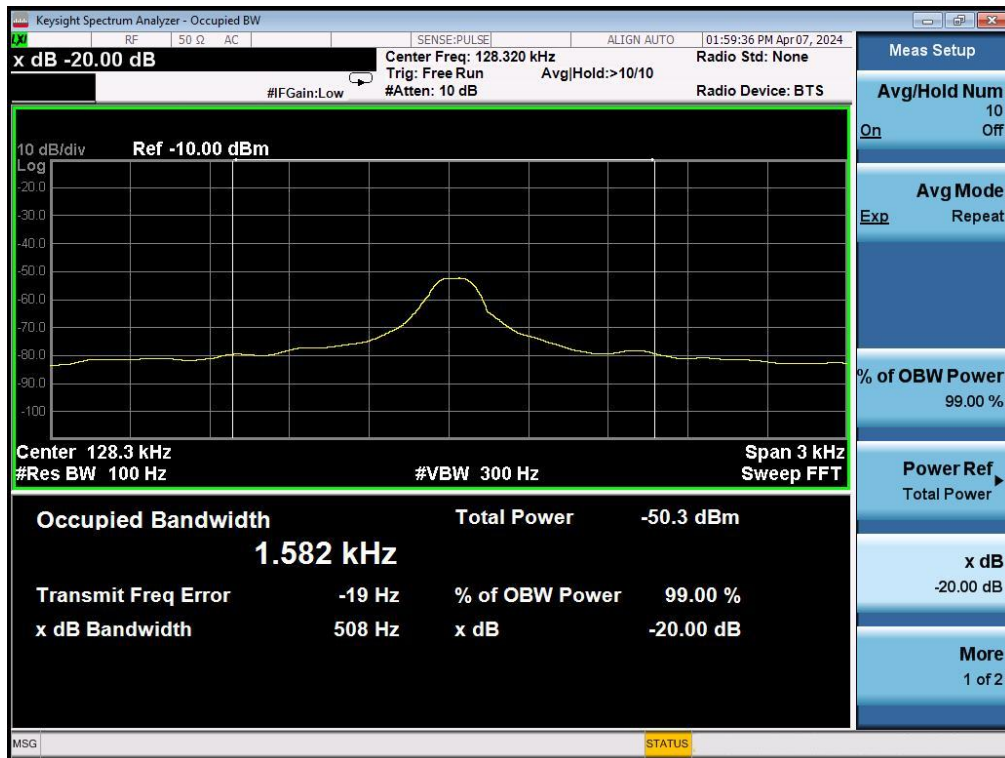 Keysight Spectrum Analyzer - Occupied BW
LXI RF 50 Ω AC SENSE:PULSE ALIGN AUTO 01:59:36 PM Apr 07, 2024
x dB -20.00 dB
Center Freq: 128.320 kHz Radio Std: None
Trig: Free Run Avg|Hold:>10/10
#IFGain:Low #Atten: 10 dB Radio Device: BTS
10 dB/div Ref -10.00 dBm
Log
-20.0
-30.0
-40.0
-50.0
-60.0
-70.0
-80.0
-90.0
-100
Center 128.3 kHz Span 3 kHz
#Res BW 100 Hz #VBW 300 Hz Sweep FFT
Occupied Bandwidth Total Power -50.3 dBm
1.582 kHz
Transmit Freq Error -19 Hz % of OBW Power 99.00 %
x dB Bandwidth 508 Hz x dB -20.00 dB
MSG STATUS
Meas Setup
Avg/Hold Num
10
On Off
Avg Mode
Exp Repeat
% of OBW Power
99.00 %
Power Ref
Total Power
x dB
-20.00 dB
More
1 of 2